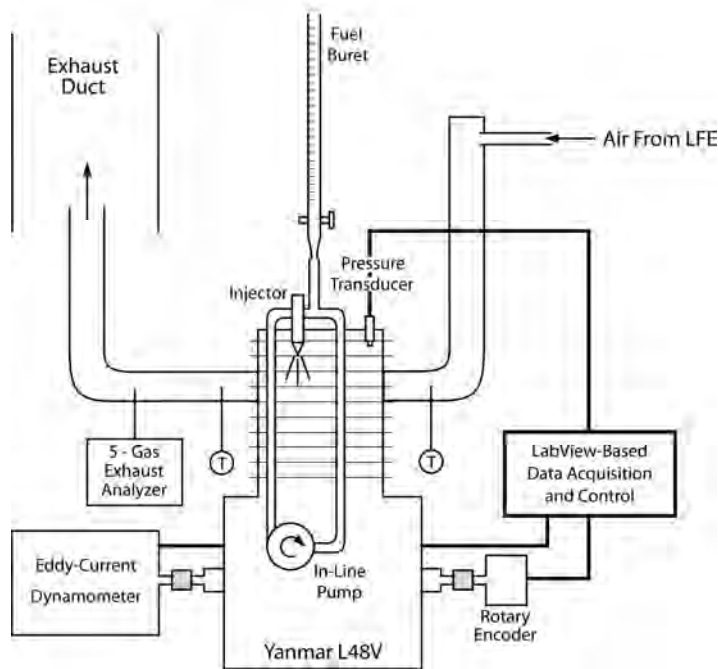 Fuel
Buret
Exhaust
Duct
Air From LFE
Pressure
Transducer
Injector
5 - Gas
Exhaust
Analyzer
T
T
LabView-Based
Data Acquisition
and Control
Eddy-Current
Dynamometer
In-Line
Pump
Rotary
Encoder
Yanmar L48V